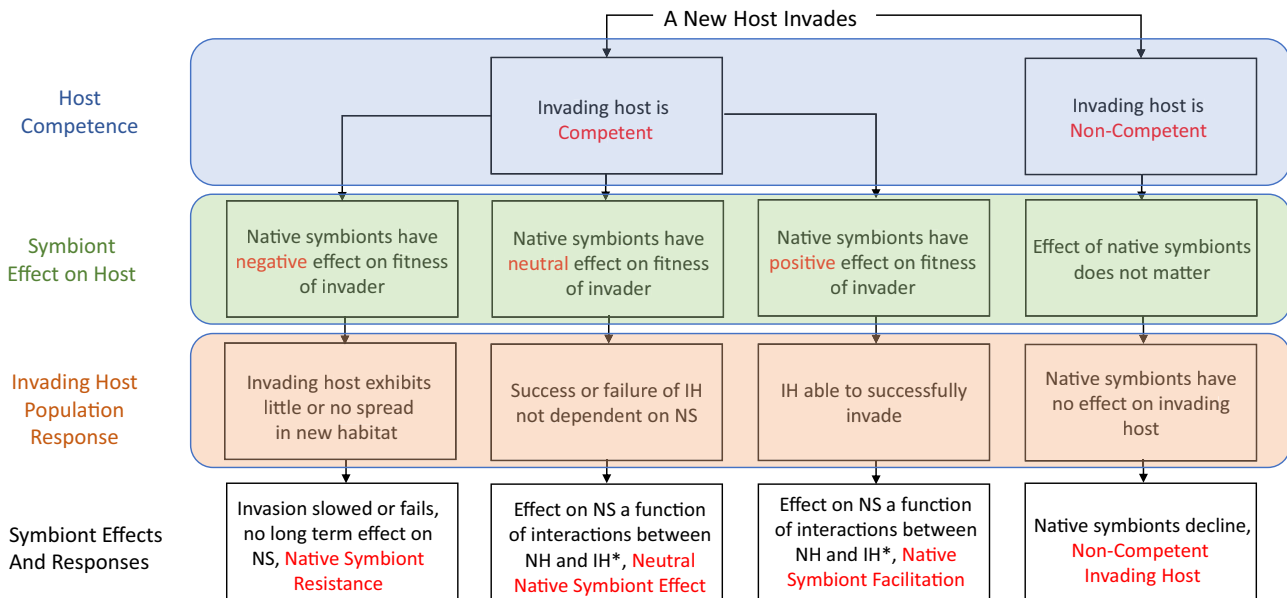 A New Host Invades
Host
Competence
Invading host is
Competent
Invading host is
Non-Competent
Symbiont
Effect on Host
Native symbionts have
negative effect on fitness
of invader
Native symbionts have
neutral effect on fitness
of invader
Native symbionts have
positive effect on fitness
of invader
Effect of native symbionts
does not matter
Invading Host
Population
Response
Invading host exhibits
little or no spread
in new habitat
Success or failure of IH
not dependent on NS
IH able to successfully
invade
Native symbionts have
no effect on invading
host
Symbiont Effects
And Responses
Invasion slowed or fails,
no long term effect on
NS, Native Symbiont
Resistance
Effect on NS a function
of interactions between
NH and IH*, Neutral
Native Symbiont Effect
Effect on NS a function
of interactions between
NH and IH*, Native
Symbiont Facilitation
Native symbionts decline,
Non-Competent
Invading Host